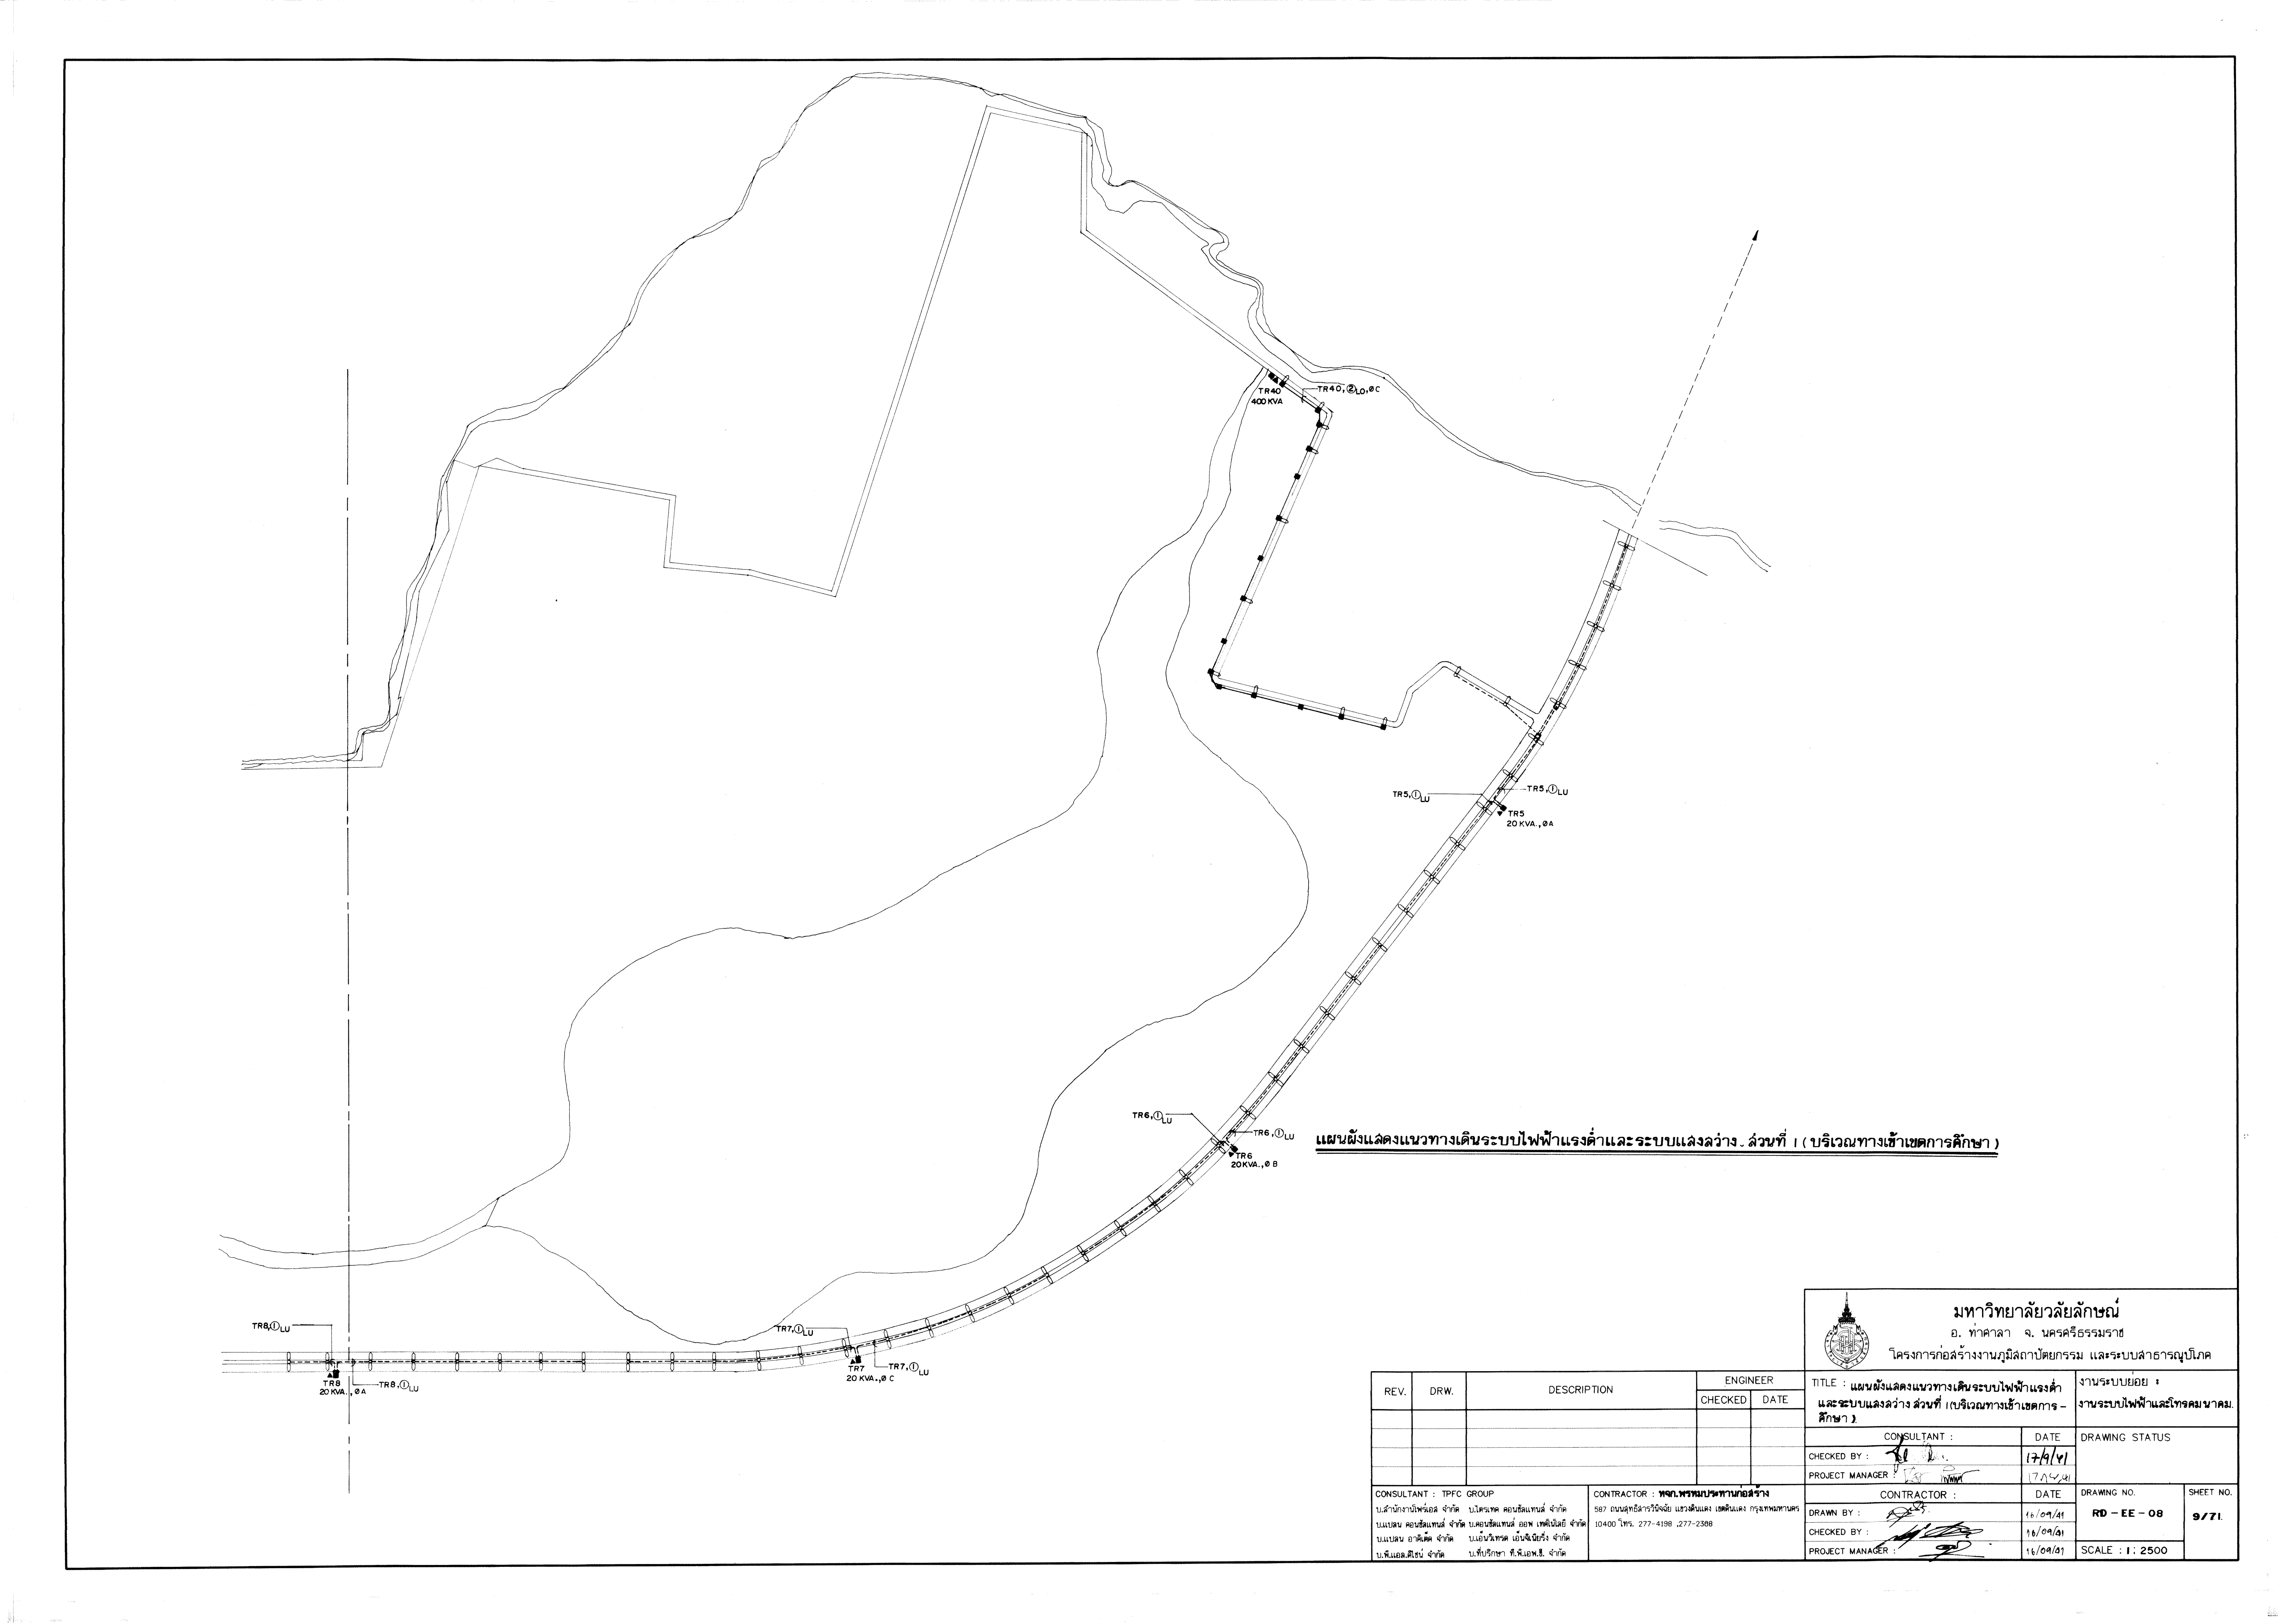 TR40
400 KVA
TR40,②LO,ØC
TR5,①LU
TR5,①LU
TR5
20 KVA.,ØA
TR6,①LU
TR6,①LU
TR6
20KVA.,Ø B
แผนผังแสดงแนวทางเดินระบบไฟฟ้าแรงต่ำและระบบแสงสว่าง - ส่วนที่ 1 ( บริเวณทางเข้าเขตการศึกษา )
TR8,①LU
TR7,①LU
TR8
20 KVA.,ØA
TR8,①LU
TR7
20 KVA.,Ø C
TR7,①LU
มหาวิทยาลัยวลัยลักษณ์
อ. ท่าศาลา จ. นครศรีธรรมราช
โครงการก่อสร้างงานภูมิสถาปัตยกรรม และระบบสาธารณูปโภค
TITLE : แผนผังแสดงแนวทางเดินระบบไฟฟ้าแรงต่ำ
และระบบแสงสว่าง ส่วนที่ 1(บริเวณทางเข้าเขตการ-
ศึกษา )
งานระบบย่อย :
งานระบบไฟฟ้าและโทรคมนาคม.
REV.
DRW.
DESCRIPTION
ENGINEER
CHECKED
DATE
CONSULTANT :
DATE
DRAWING STATUS
CHECKED BY :
17/9/41
PROJECT MANAGER :
CONSULTANT : TPFC GROUP
บ.สำนักงานไพร้เอส จำกัด บ.ไตรเทค คอนซัลแทนส์ จำกัด
บ.แปลน คอนซัลแทนส์ จำกัด บ.คอนซัลแทนส์ ออฟ เทคโนโลยี จำกัด
บ.แปลน อาคิเต็ค จำกัด บ.เอ็นวิเทรด เอ็นจิเนียริ่ง จำกัด
บ.พี.แอล.ดีไซน์ จำกัด บ.ที่ปรึกษา ที.พี.เอฟ.ซี. จำกัด
CONTRACTOR : หจก.พรหมประทานก่อสร้าง
587 ถนนสุทธิสารวินิจฉัย แขวงดินแดง เขตดินแดง กรุงเทพมหานคร
10400 โทร. 277-4198 ,277-2388
CONTRACTOR :
DATE
DRAWN BY :
16/09/41
CHECKED BY :
16/09/41
PROJECT MANAGER :
16/09/41
DRAWING NO.
RD-EE-08
SHEET NO.
9/71.
SCALE : 1 : 2500